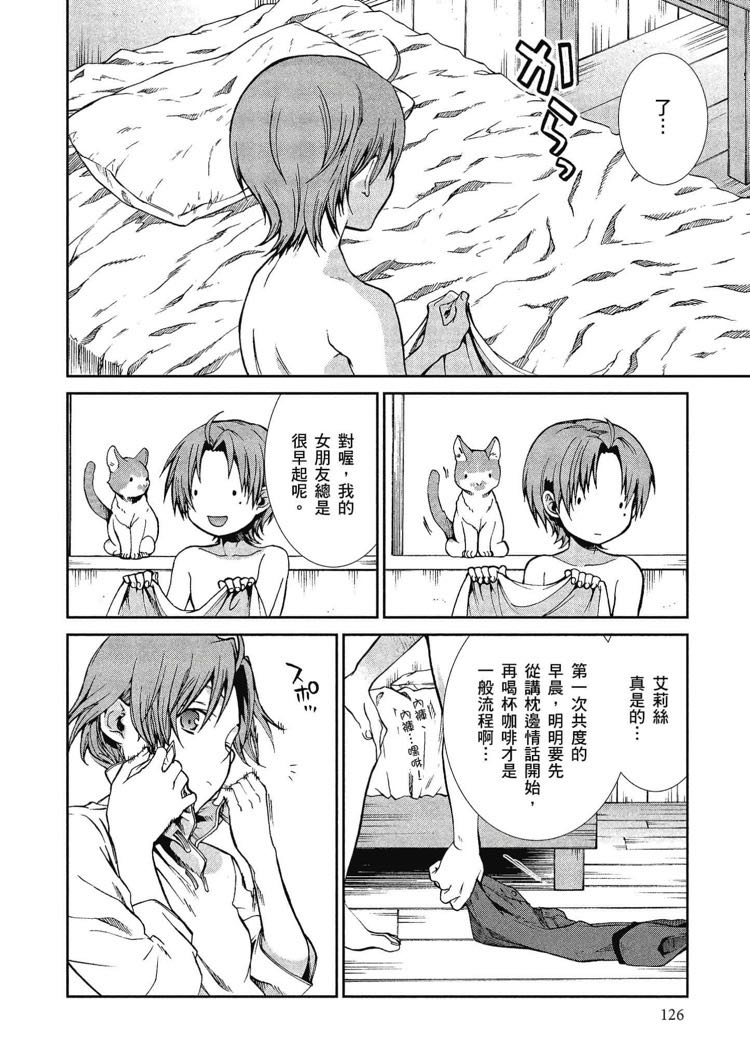 了…
からっ
對喔，我的
女朋友總是
很早起呢。
艾莉絲
真是的…
第一次共度的
早晨，明明要先
從講枕邊情話開始，
再喝杯咖啡才是
一般流程啊…
內褲、
內褲…嘿咻！
スポッ
126